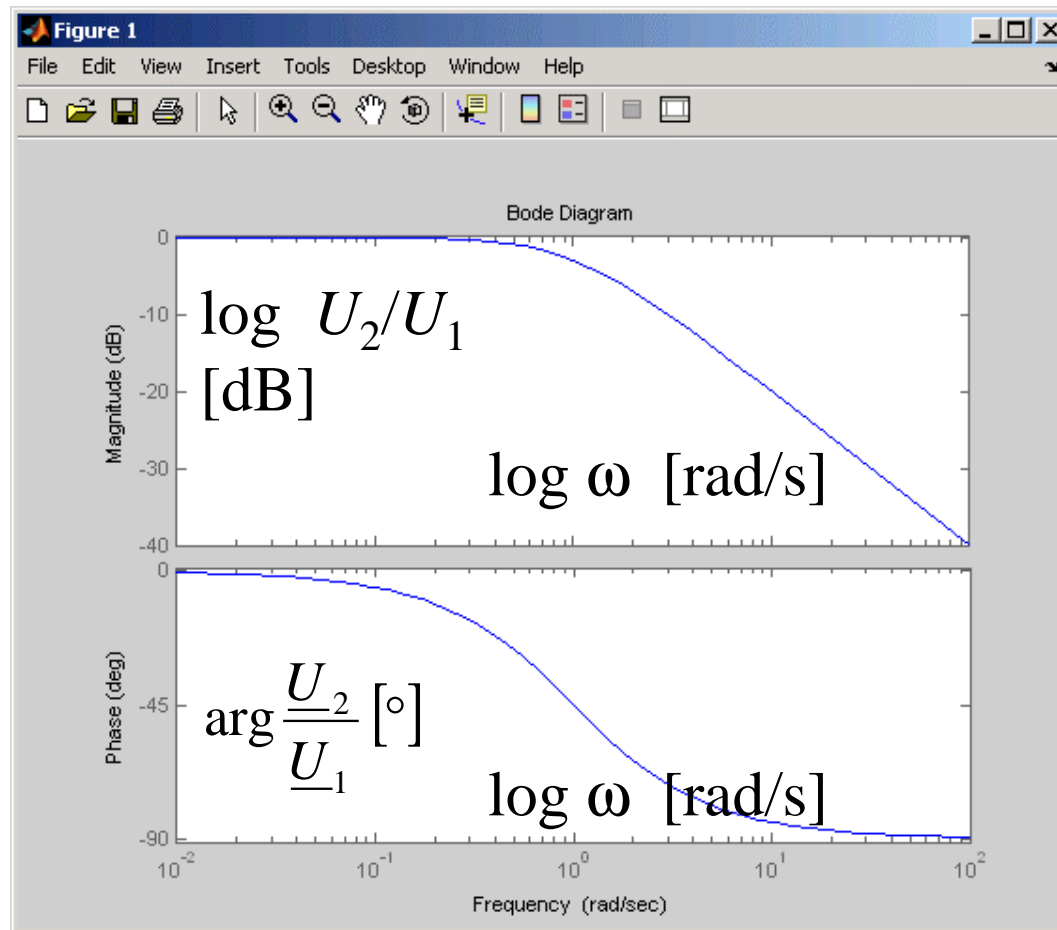 Figure 1
File Edit View Insert Tools Desktop Window Help
Bode Diagram
Magnitude (dB)
0
-10
-20
-30
-40
log U₂/U₁
[dB]
log ω [rad/s]
Phase (deg)
0
-45
-90
arg U₂/U₁ [°]
log ω [rad/s]
10⁻² 10⁻¹ 10⁰ 10¹ 10²
Frequency (rad/sec)